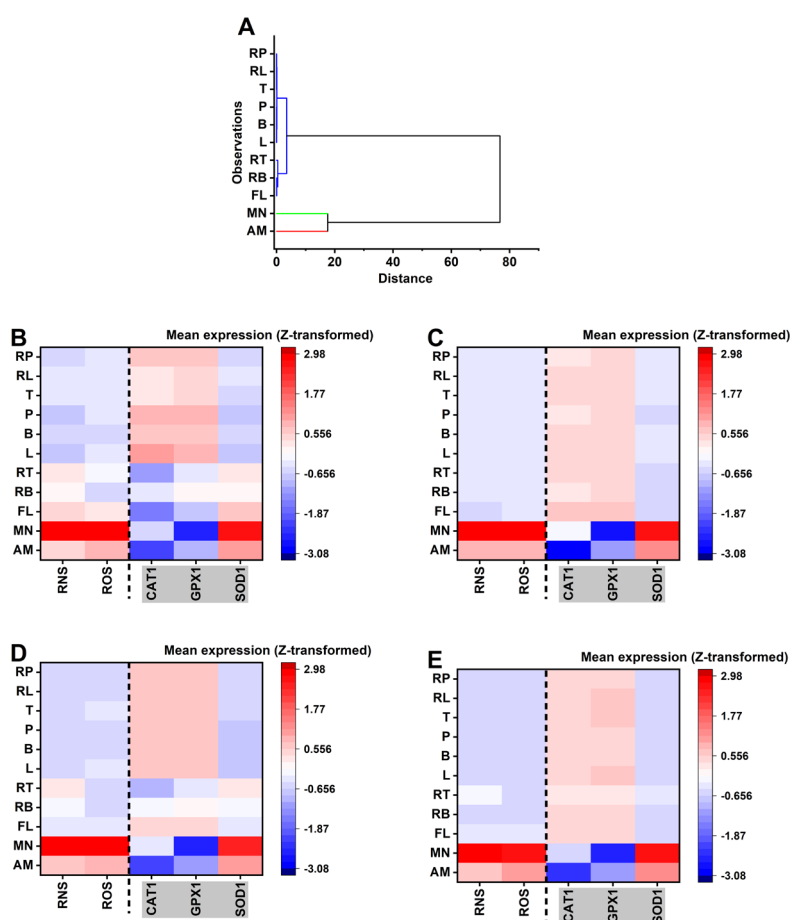 A
Observations
RP
RL
T
P
B
L
RT
RB
FL
MN
AM
0 20 40 60 80
Distance
B
Mean expression (Z-transformed)
RP
RL
T
P
B
L
RT
RB
FL
MN
AM
2.98
1.77
0.556
-0.656
-1.87
-3.08
RNS ROS CAT1 GPX1 SOD1
C
Mean expression (Z-transformed)
RP
RL
T
P
B
L
RT
RB
FL
MN
AM
2.98
1.77
0.556
-0.656
-1.87
-3.08
RNS ROS CAT1 GPX1 SOD1
D
Mean expression (Z-transformed)
RP
RL
T
P
B
L
RT
RB
FL
MN
AM
2.98
1.77
0.556
-0.656
-1.87
-3.08
RNS ROS CAT1 GPX1 SOD1
E
Mean expression (Z-transformed)
RP
RL
T
P
B
L
RT
RB
FL
MN
AM
2.98
1.77
0.556
-0.656
-1.87
-3.08
RNS ROS CAT1 GPX1 SOD1